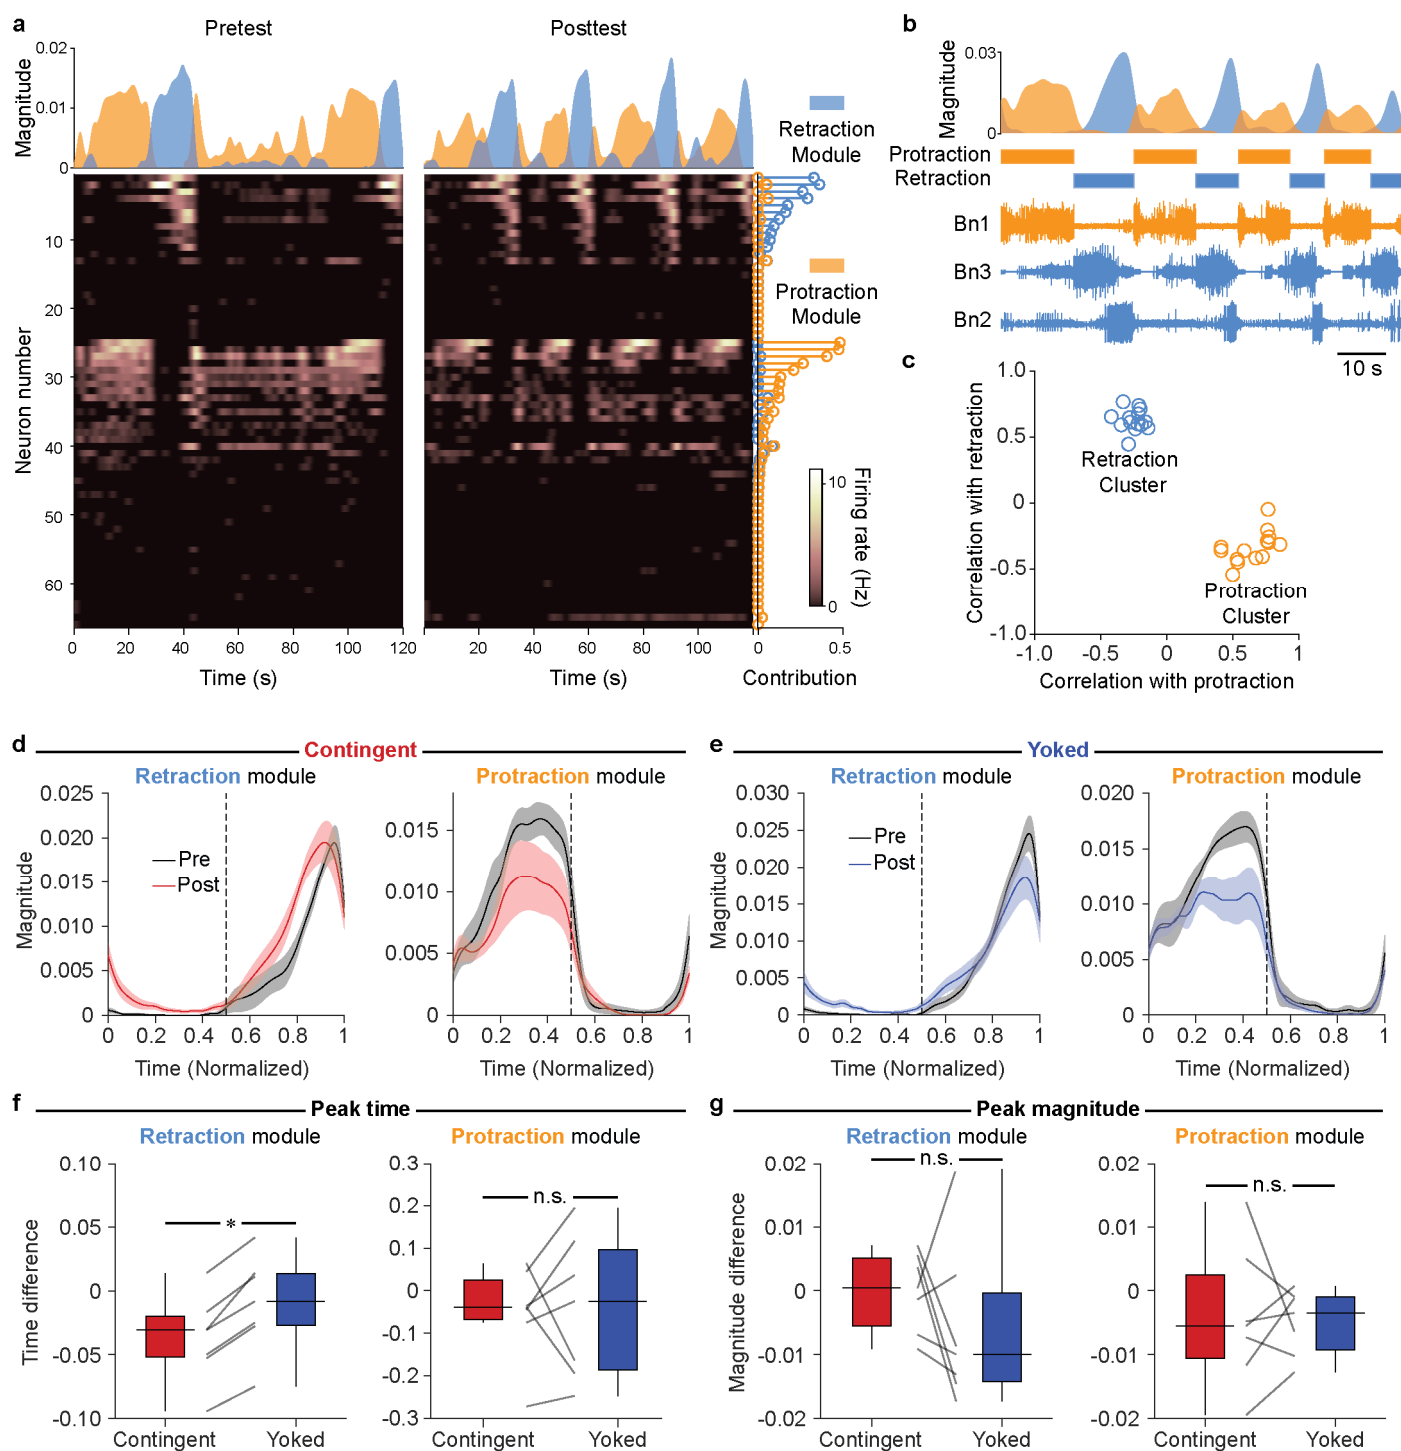 a
Pretest
Posttest
0.02
0.01
0
Magnitude
Retraction
Module
Protraction
Module
10
20
30
40
50
60
Neuron number
0 20 40 60 80 100 120
Time (s)
0 20 40 60 80 100
Time (s)
10
0
Firing rate (Hz)
0 0.5
Contribution
b
0.03
0
Magnitude
Protraction
Retraction
Bn1
Bn3
Bn2
10 s
c
1.0
0.5
0
-0.5
-1.0
Correlation with retraction
Retraction
Cluster
Protraction
Cluster
-1.0 -0.5 0 0.5 1
Correlation with protraction
d
Contingent
Retraction module
0.025
0.020
0.015
0.010
0.005
0
Magnitude
Pre
Post
0 0.2 0.4 0.6 0.8 1
Time (Normalized)
Protraction module
0.015
0.010
0.005
0
0 0.2 0.4 0.6 0.8 1
Time (Normalized)
e
Yoked
Retraction module
0.030
0.025
0.020
0.015
0.010
0.005
0
Magnitude
Pre
Post
0 0.2 0.4 0.6 0.8 1
Time (Normalized)
Protraction module
0.020
0.015
0.010
0.005
0
0 0.2 0.4 0.6 0.8 1
Time (Normalized)
f
Peak time
Retraction module
0.10
0.05
0
-0.05
-0.10
Time difference
*
Contingent Yoked
Protraction module
0.3
0.2
0.1
0
-0.1
-0.2
-0.3
n.s.
Contingent Yoked
g
Peak magnitude
Retraction module
0.02
0.01
0
-0.01
-0.02
Magnitude difference
n.s.
Contingent Yoked
Protraction module
0.02
0.01
0
-0.01
-0.02
n.s.
Contingent Yoked